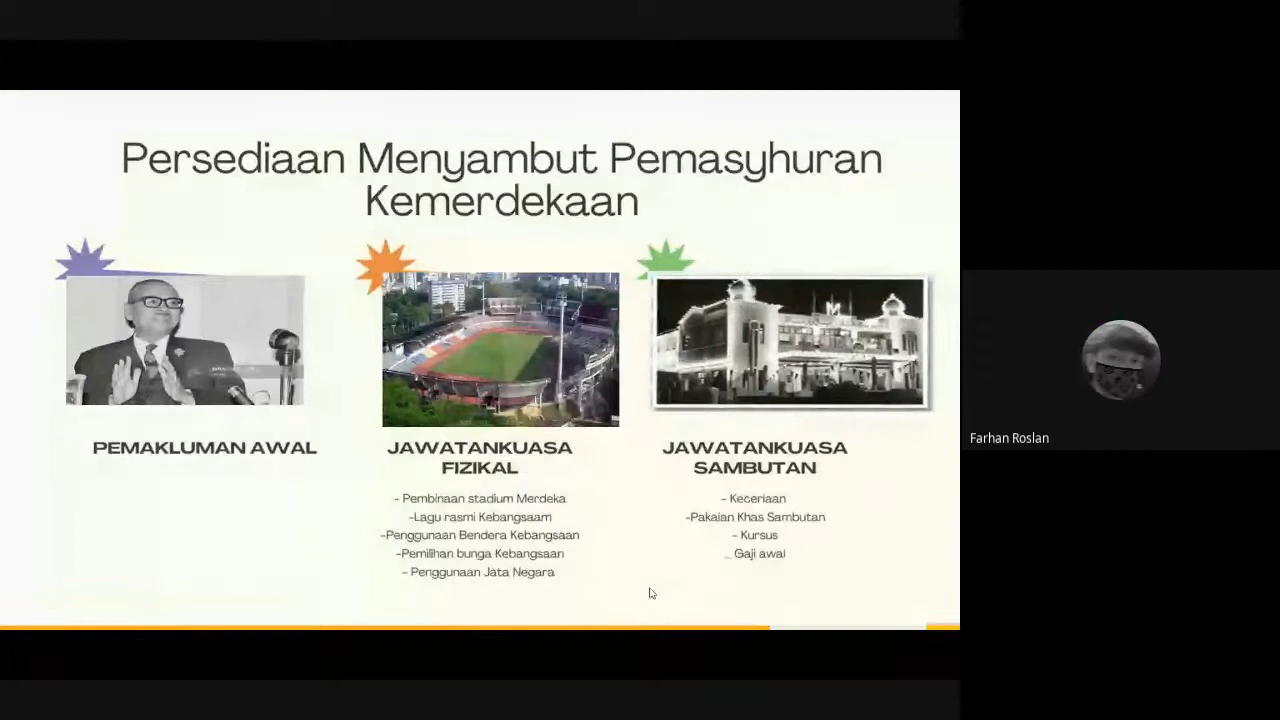 Persediaan Menyambut Pemasyhuran
Kemerdekaan
PEMAKLUMAN AWAL
JAWATANKUASA
FIZIKAL
- Pembinaan stadium Merdeka
-Lagu rasmi Kebangsaam
-Penggunaan Bendera Kebangsaan
-Pemilihan bunga Kebangsaan
- Penggunaan Jata Negara
JAWATANKUASA
SAMBUTAN
- Keceriaan
-Pakaian Khas Sambutan
- Kursus
_ Gaji awal
Farhan Roslan